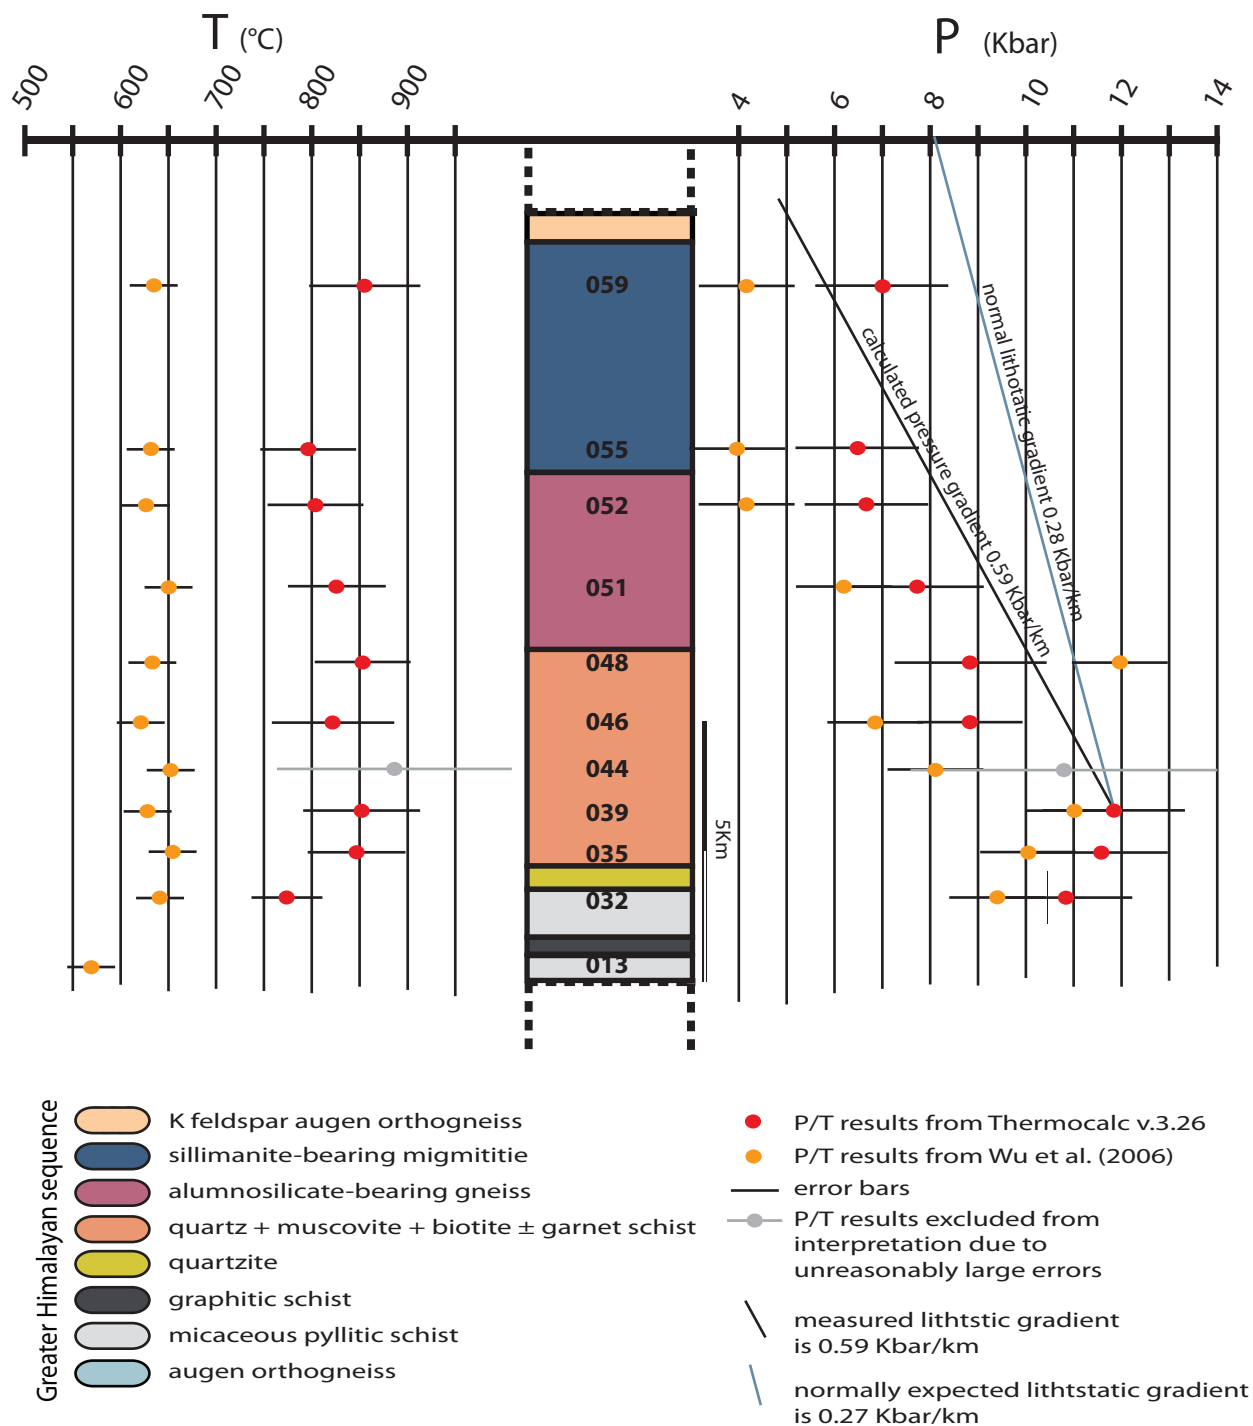 T (°C)
P (Kbar)
500
600
700
800
900
4
6
8
10
12
14
059
055
052
051
048
046
044
039
035
032
013
5Km
calculated pressure gradient 0.59 Kbar/km
normal lithotatic gradient 0.28 Kbar/km
Greater Himalayan sequence
K feldspar augen orthogneiss
sillimanite-bearing migmititie
alumnosilicate-bearing gneiss
quartz + muscovite + biotite ± garnet schist
quartzite
graphitic schist
micaceous pyllitic schist
augen orthogneiss
P/T results from Thermocalc v.3.26
P/T results from Wu et al. (2006)
error bars
P/T results excluded from
interpretation due to
unreasonably large errors
measured lithtstic gradient
is 0.59 Kbar/km
normally expected lithtstatic gradient
is 0.27 Kbar/km